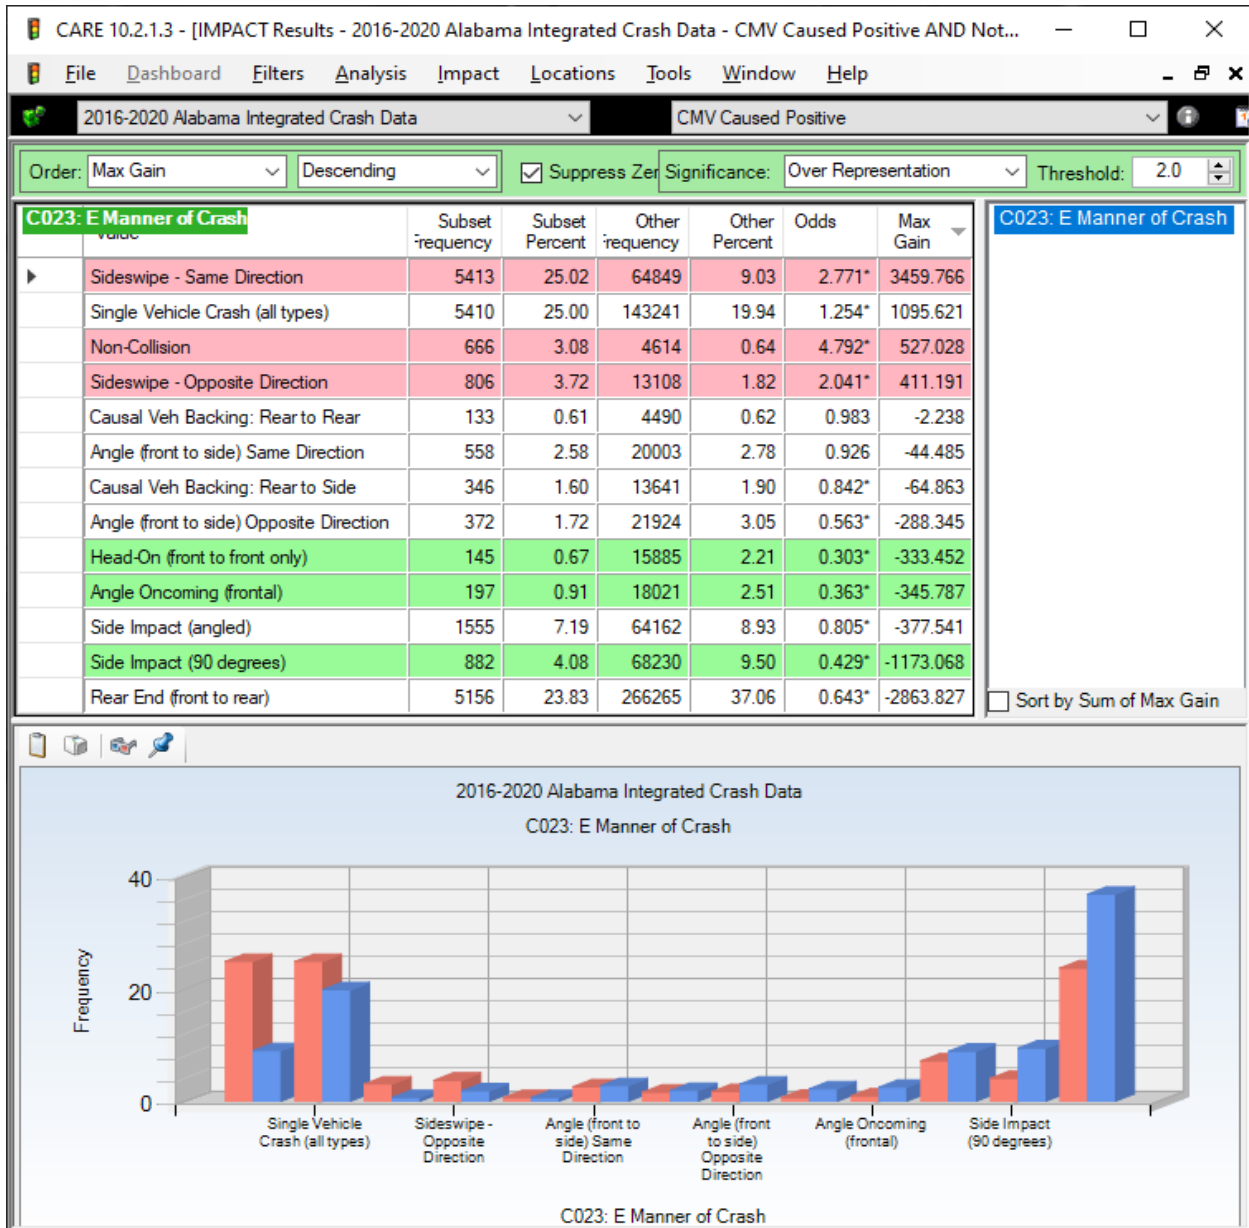 CARE 10.2.1.3 - [IMPACT Results - 2016-2020 Alabama Integrated Crash Data - CMV Caused Positive AND Not...
File Dashboard Filters Analysis Impact Locations Tools Window Help
2016-2020 Alabama Integrated Crash Data CMV Caused Positive
Order: Max Gain Descending Suppress Zer Significance: Over Representation Threshold: 2.0
C023: E Manner of Crash Subset Frequency Subset Percent Other Frequency Other Percent Odds Max Gain
Sideswipe - Same Direction 5413 25.02 64849 9.03 2.771* 3459.766
Single Vehicle Crash (all types) 5410 25.00 143241 19.94 1.254* 1095.621
Non-Collision 666 3.08 4614 0.64 4.792* 527.028
Sideswipe - Opposite Direction 806 3.72 13108 1.82 2.041* 411.191
Causal Veh Backing: Rear to Rear 133 0.61 4490 0.62 0.983 -2.238
Angle (front to side) Same Direction 558 2.58 20003 2.78 0.926 -44.485
Causal Veh Backing: Rear to Side 346 1.60 13641 1.90 0.842* -64.863
Angle (front to side) Opposite Direction 372 1.72 21924 3.05 0.563* -288.345
Head-On (front to front only) 145 0.67 15885 2.21 0.303* -333.452
Angle Oncoming (frontal) 197 0.91 18021 2.51 0.363* -345.787
Side Impact (angled) 1555 7.19 64162 8.93 0.805* -377.541
Side Impact (90 degrees) 882 4.08 68230 9.50 0.429* -1173.068
Rear End (front to rear) 5156 23.83 266265 37.06 0.643* -2863.827
C023: E Manner of Crash
Sort by Sum of Max Gain
2016-2020 Alabama Integrated Crash Data
C023: E Manner of Crash
40
20
0
Frequency
Single Vehicle Crash (all types)
Sideswipe - Opposite Direction
Angle (front to side) Same Direction
Angle (front to side) Opposite Direction
Angle Oncoming (frontal)
Side Impact (90 degrees)
C023: E Manner of Crash